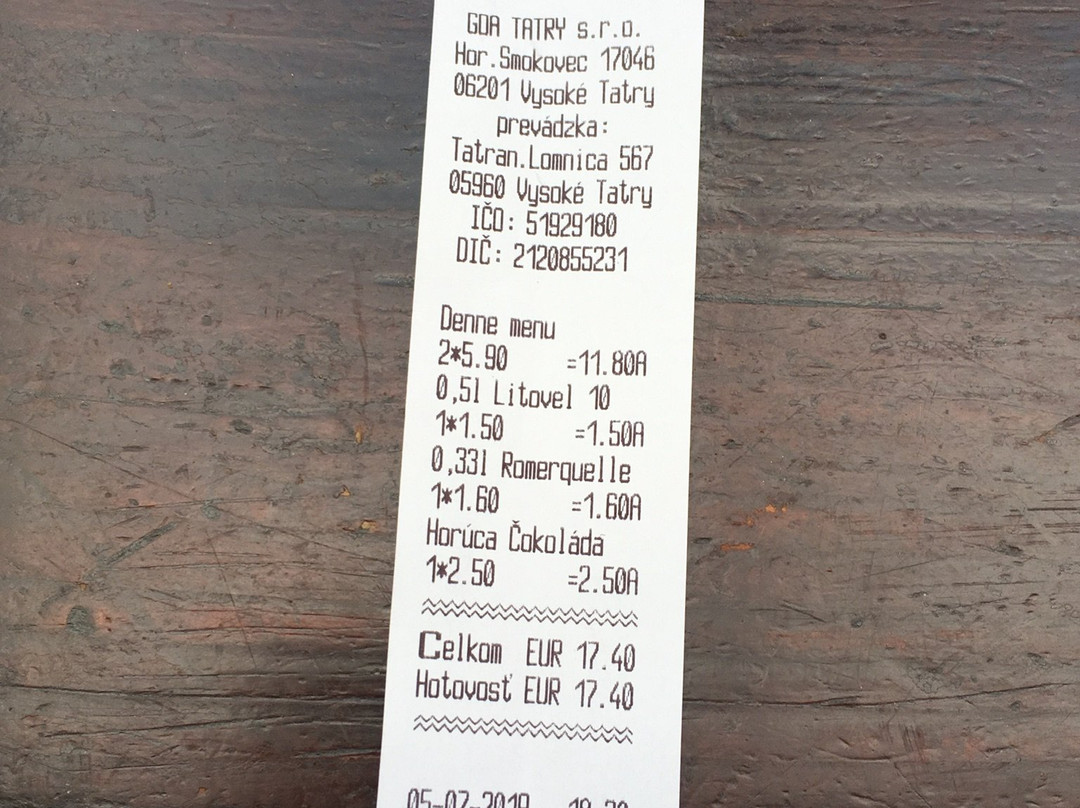 GDA TATRY s.r.o.
Hor.Smokovec 17046
06201 Vysoké Tatry
prevádzka:
Tatran.Lomnica 567
05960 Vysoké Tatry
IČO: 51929180
DIČ: 2120855231
Denne menu
2*5.90 =11.80A
0,5l Litovel 10
1*1.50 =1.50A
0,33l Romerquelle
1*1.60 =1.60A
Horúca Čokoláda
1*2.50 =2.50A
Celkom EUR 17.40
Hotovosť EUR 17.40
05-07-2019